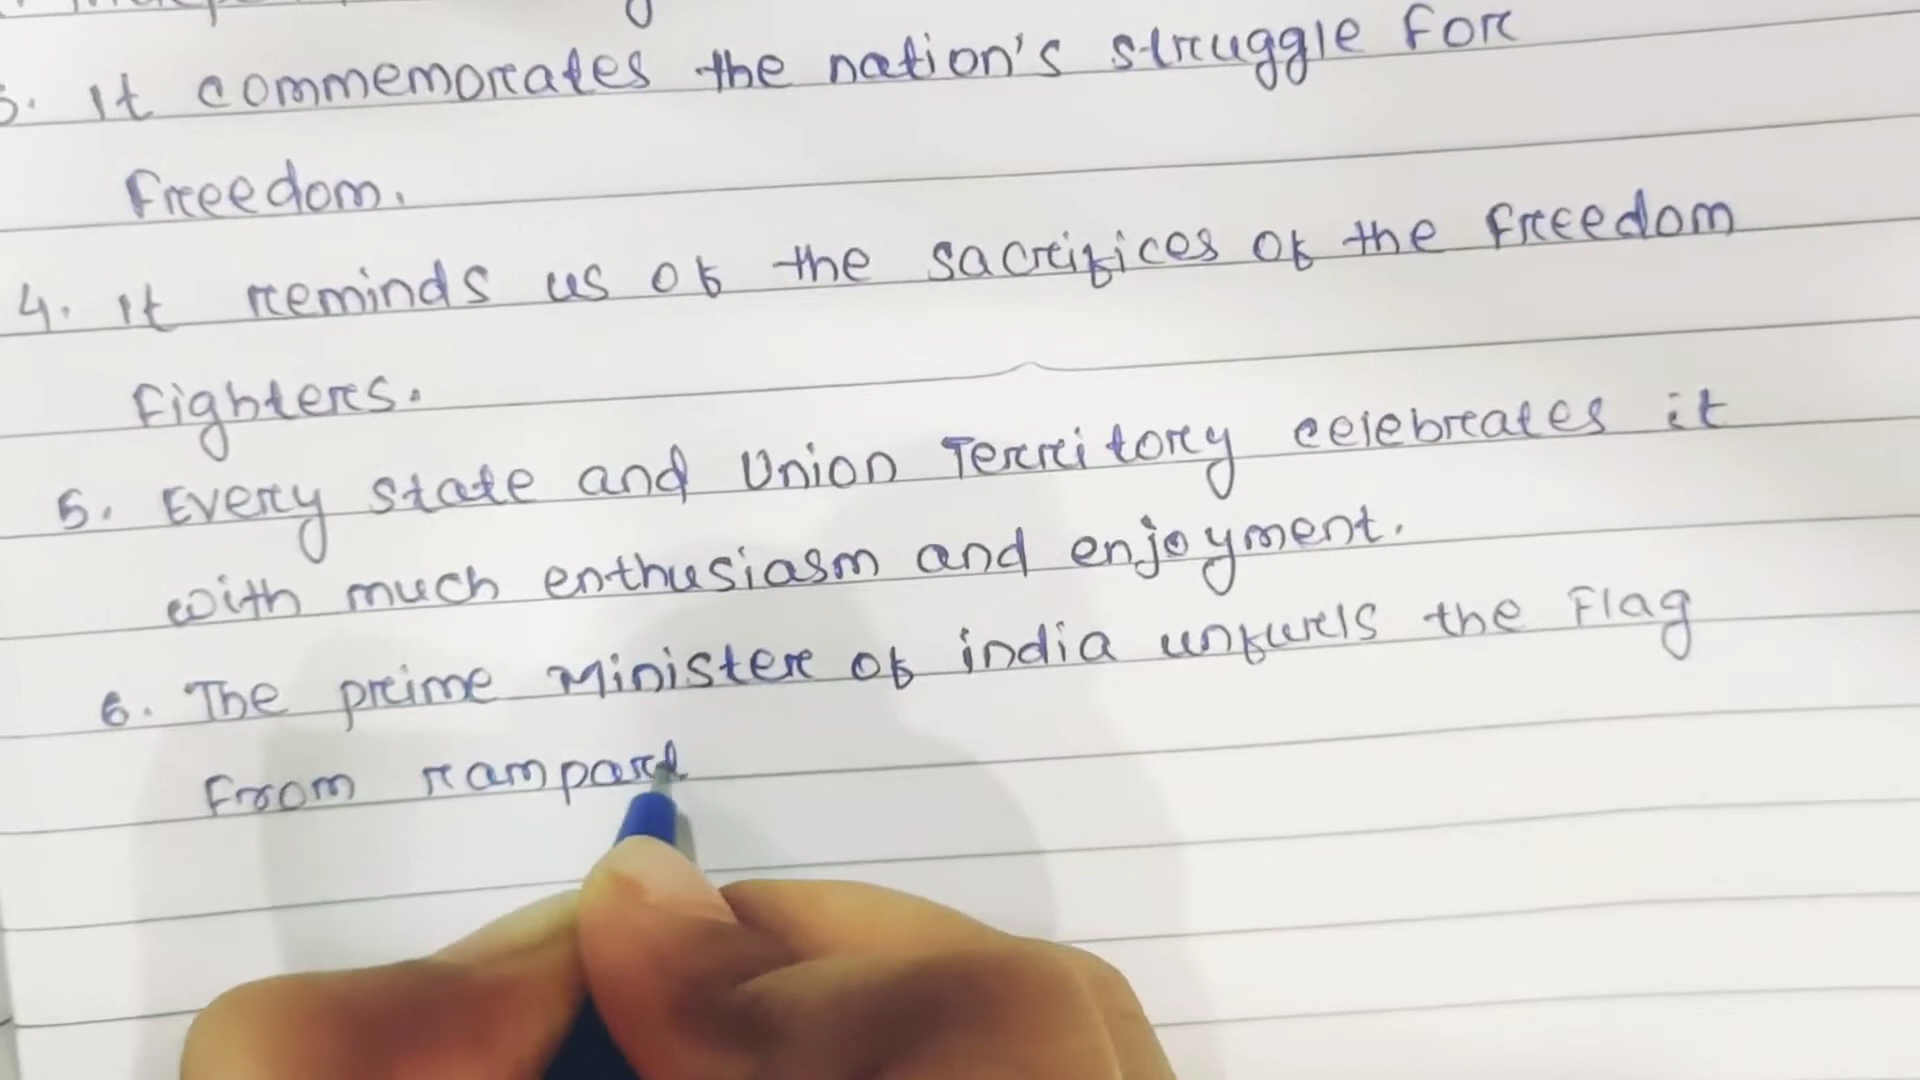 3. It commemorates the nation's struggle For
Freedom.
4. It reminds us of the sacrifices of the Freedom
Fighters.
5. Every state and Union Territory celebrates it
with much enthusiasm and enjoyment.
6. The prime Minister of india unfurls the Flag
From rampart